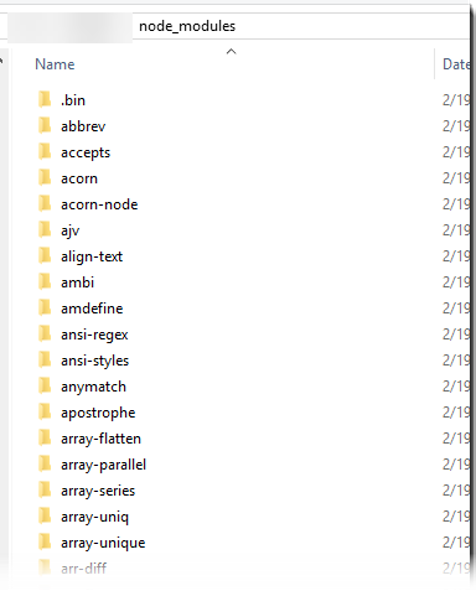 node_modules
Name Date
.bin 2/19
abbrev 2/19
accepts 2/19
acorn 2/19
acorn-node 2/19
ajv 2/19
align-text 2/19
ambi 2/19
amdefine 2/19
ansi-regex 2/19
ansi-styles 2/19
anymatch 2/19
apostrophe 2/19
array-flatten 2/19
array-parallel 2/19
array-series 2/19
array-uniq 2/19
array-unique 2/19
arr-diff 2/19